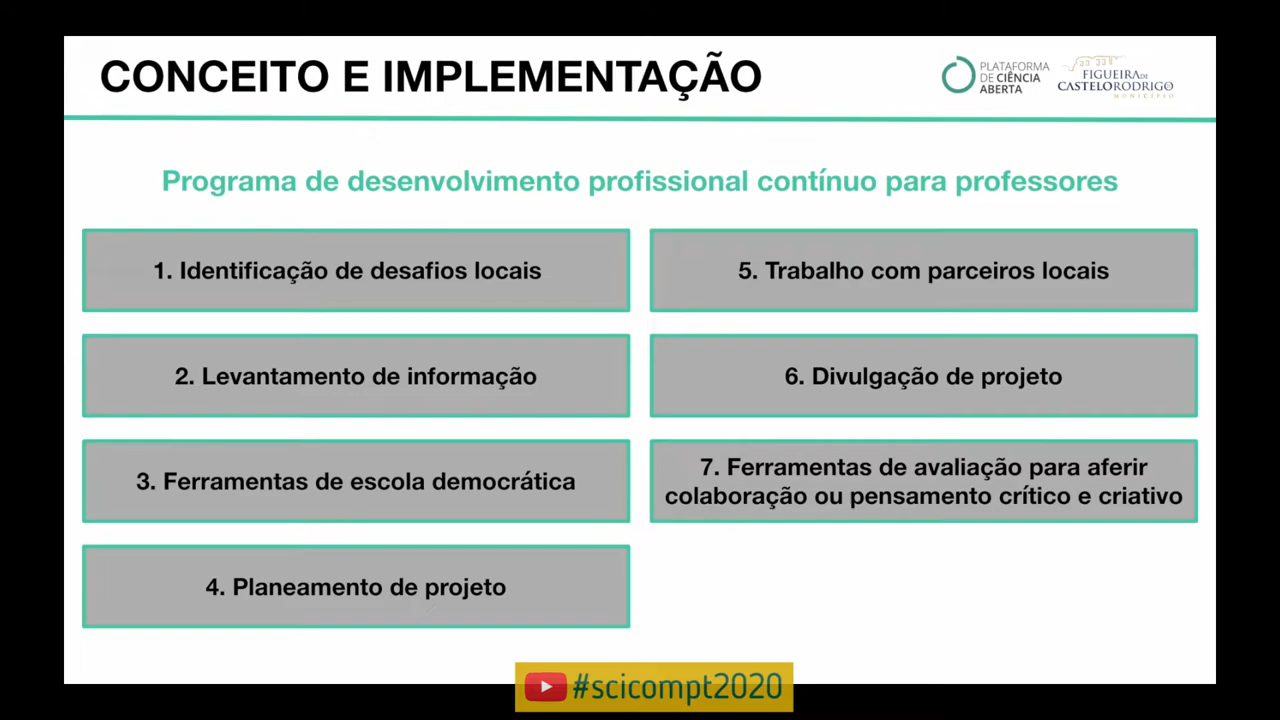 CONCEITO E IMPLEMENTAÇÃO
PLATAFORMA
DE CIÊNCIA
ABERTA
FIGUEIRA DE
CASTELO RODRIGO
MUNICÍPIO
Programa de desenvolvimento profissional contínuo para professores
1. Identificação de desafios locais
2. Levantamento de informação
3. Ferramentas de escola democrática
4. Planeamento de projeto
5. Trabalho com parceiros locais
6. Divulgação de projeto
7. Ferramentas de avaliação para aferir
colaboração ou pensamento crítico e criativo
#scicompt2020